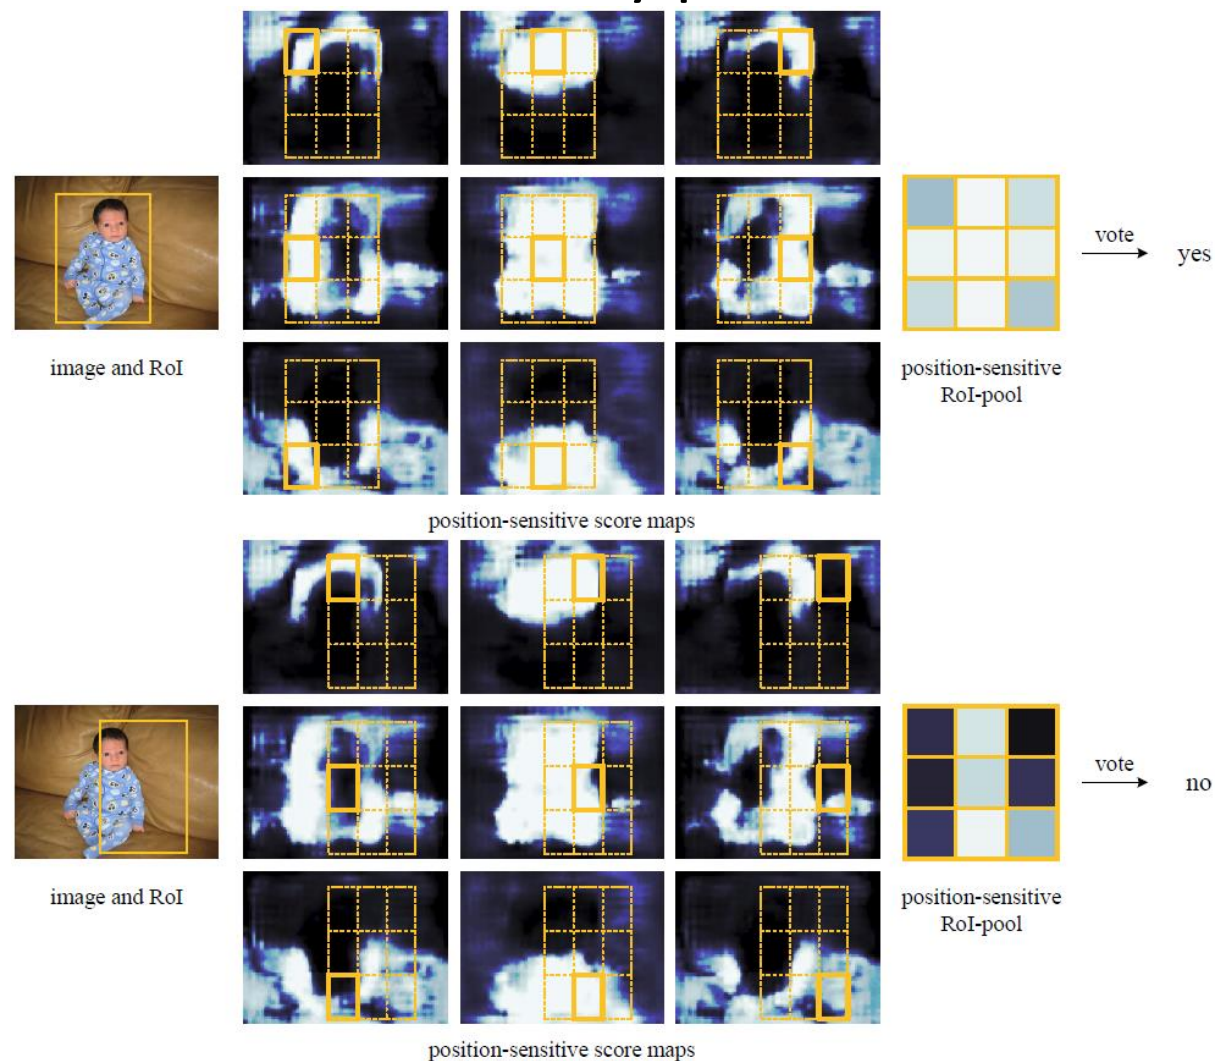 image and RoI
position-sensitive score maps
position-sensitive
RoI-pool
vote
yes
image and RoI
position-sensitive score maps
position-sensitive
RoI-pool
vote
no